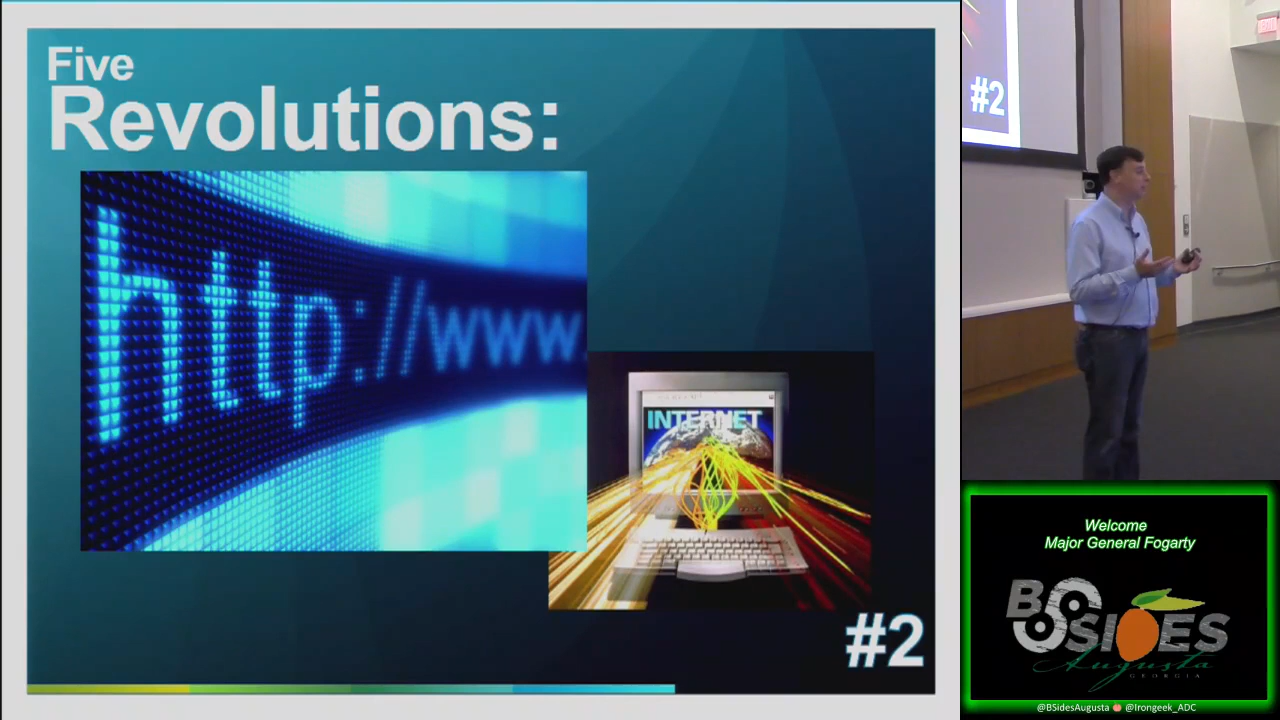 Five
Revolutions:
http://www.
INTERNET
#2
#2
Welcome
Major General Fogarty
BSIDES
Augusta
GEORGIA
@BSidesAugusta @Irongeek_ADC